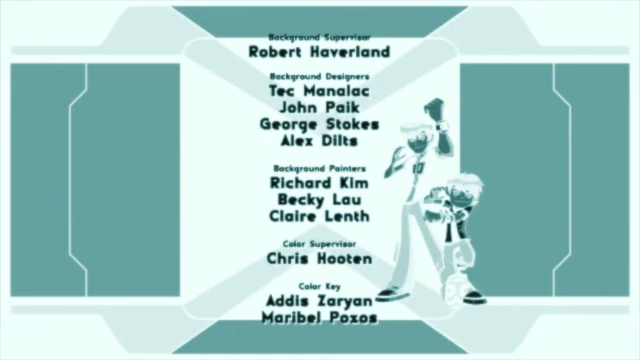 Background Supervisor
Robert Haverland
Background Designers
Tec Manalac
John Paik
George Stokes
Alex Dilts
Background Painters
Richard Kim
Becky Lau
Claire Lenth
Color Supervisor
Chris Hooten
Color Key
Addis Zaryan
Maribel Pozos
10